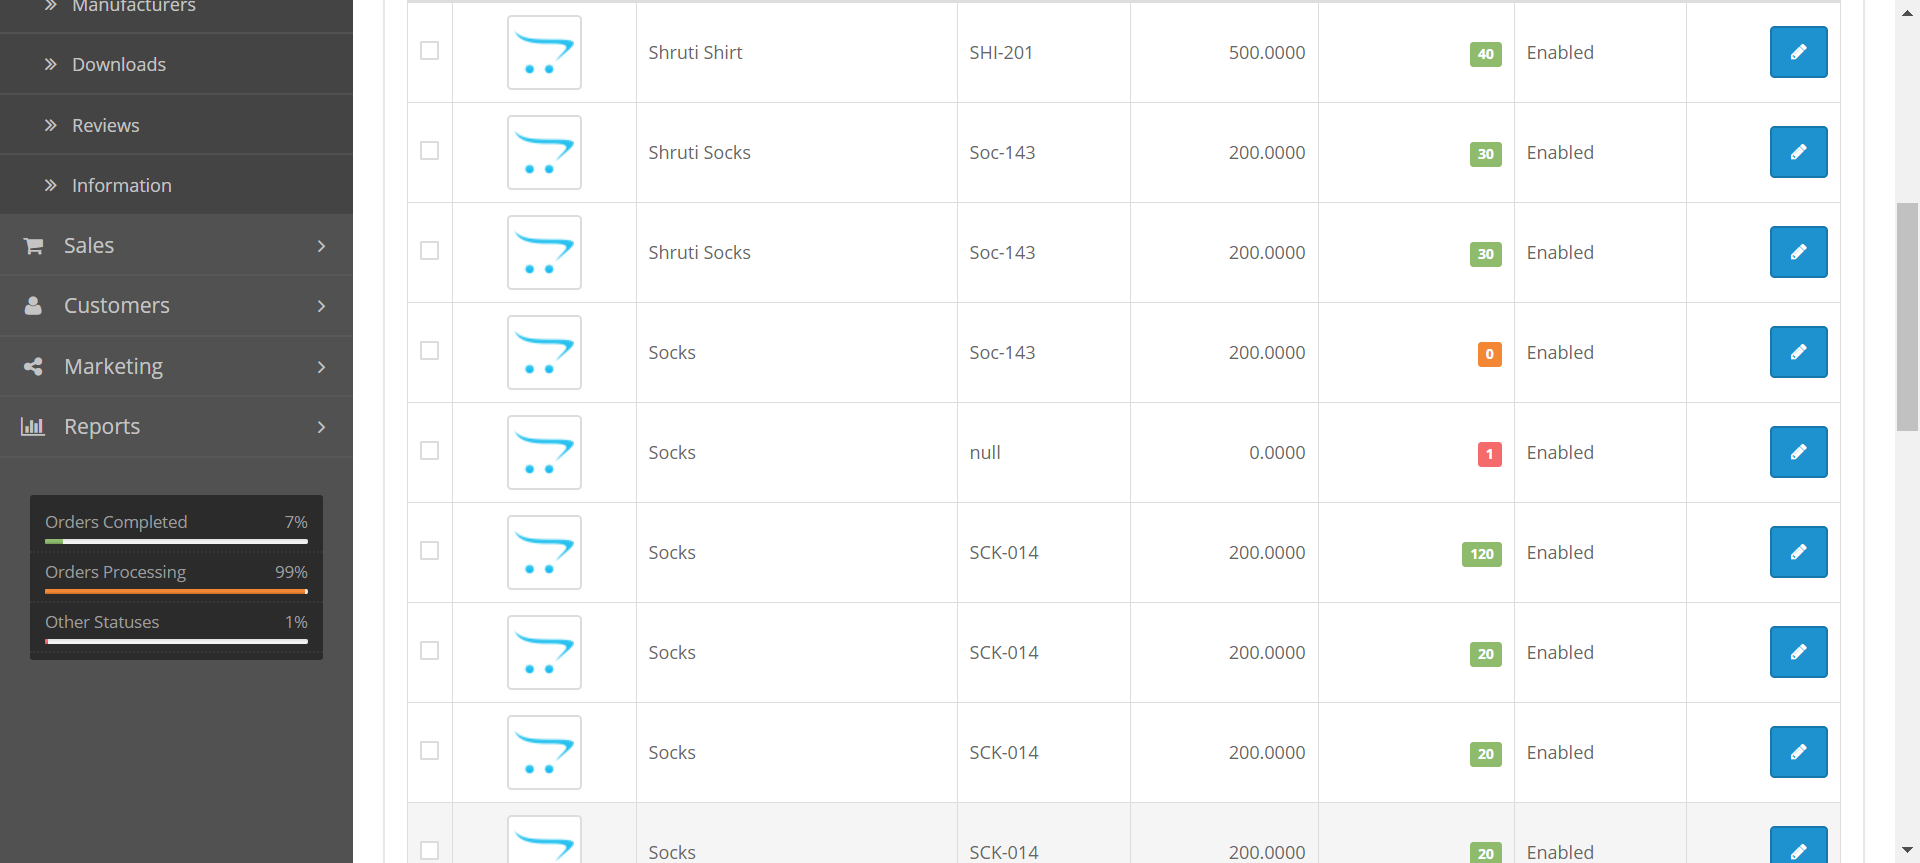 Manufacturers
Downloads
Reviews
Information
Sales
Customers
Marketing
Reports
Orders Completed 7%
Orders Processing 99%
Other Statuses 1%
Shruti Shirt SHI-201 500.0000 40 Enabled
Shruti Socks Soc-143 200.0000 30 Enabled
Shruti Socks Soc-143 200.0000 30 Enabled
Socks Soc-143 200.0000 0 Enabled
Socks null 0.0000 1 Enabled
Socks SCK-014 200.0000 120 Enabled
Socks SCK-014 200.0000 20 Enabled
Socks SCK-014 200.0000 20 Enabled
Socks SCK-014 200.0000 20 Enabled